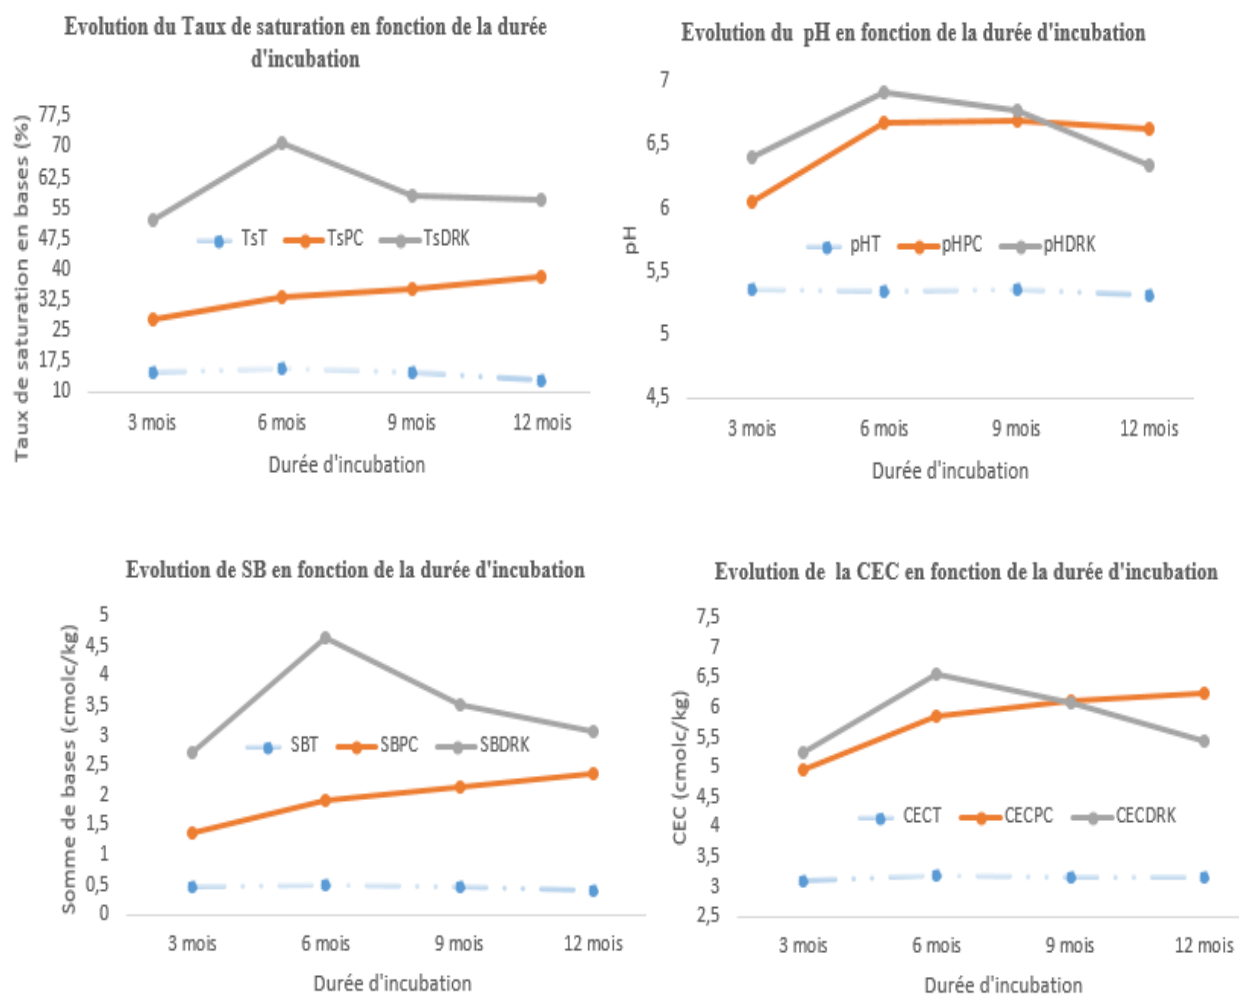 Evolution du Taux de saturation en fonction de la durée
d'incubation
Taux de saturation en bases (%)
77,5
70
62,5
55
47,5
40
32,5
25
17,5
10
TsT TsPC TsDRK
3 mois 6 mois 9 mois 12 mois
Durée d'incubation
Evolution du pH en fonction de la durée d'incubation
pH
7
6,5
6
5,5
5
4,5
pHT pHPC pHDRK
3 mois 6 mois 9 mois 12 mois
Durée d'incubation
Evolution de SB en fonction de la durée d'incubation
Somme de bases (cmolc/kg)
5
4,5
4
3,5
3
2,5
2
1,5
1
0,5
0
SBT SBPC SBDRK
3 mois 6 mois 9 mois 12 mois
Durée d'incubation
Evolution de la CEC en fonction de la durée d'incubation
CEC (cmolc/kg)
7,5
7
6,5
6
5,5
5
4,5
4
3,5
3
2,5
CECT CECPC CECDRK
3 mois 6 mois 9 mois 12 mois
Durée d'incubation